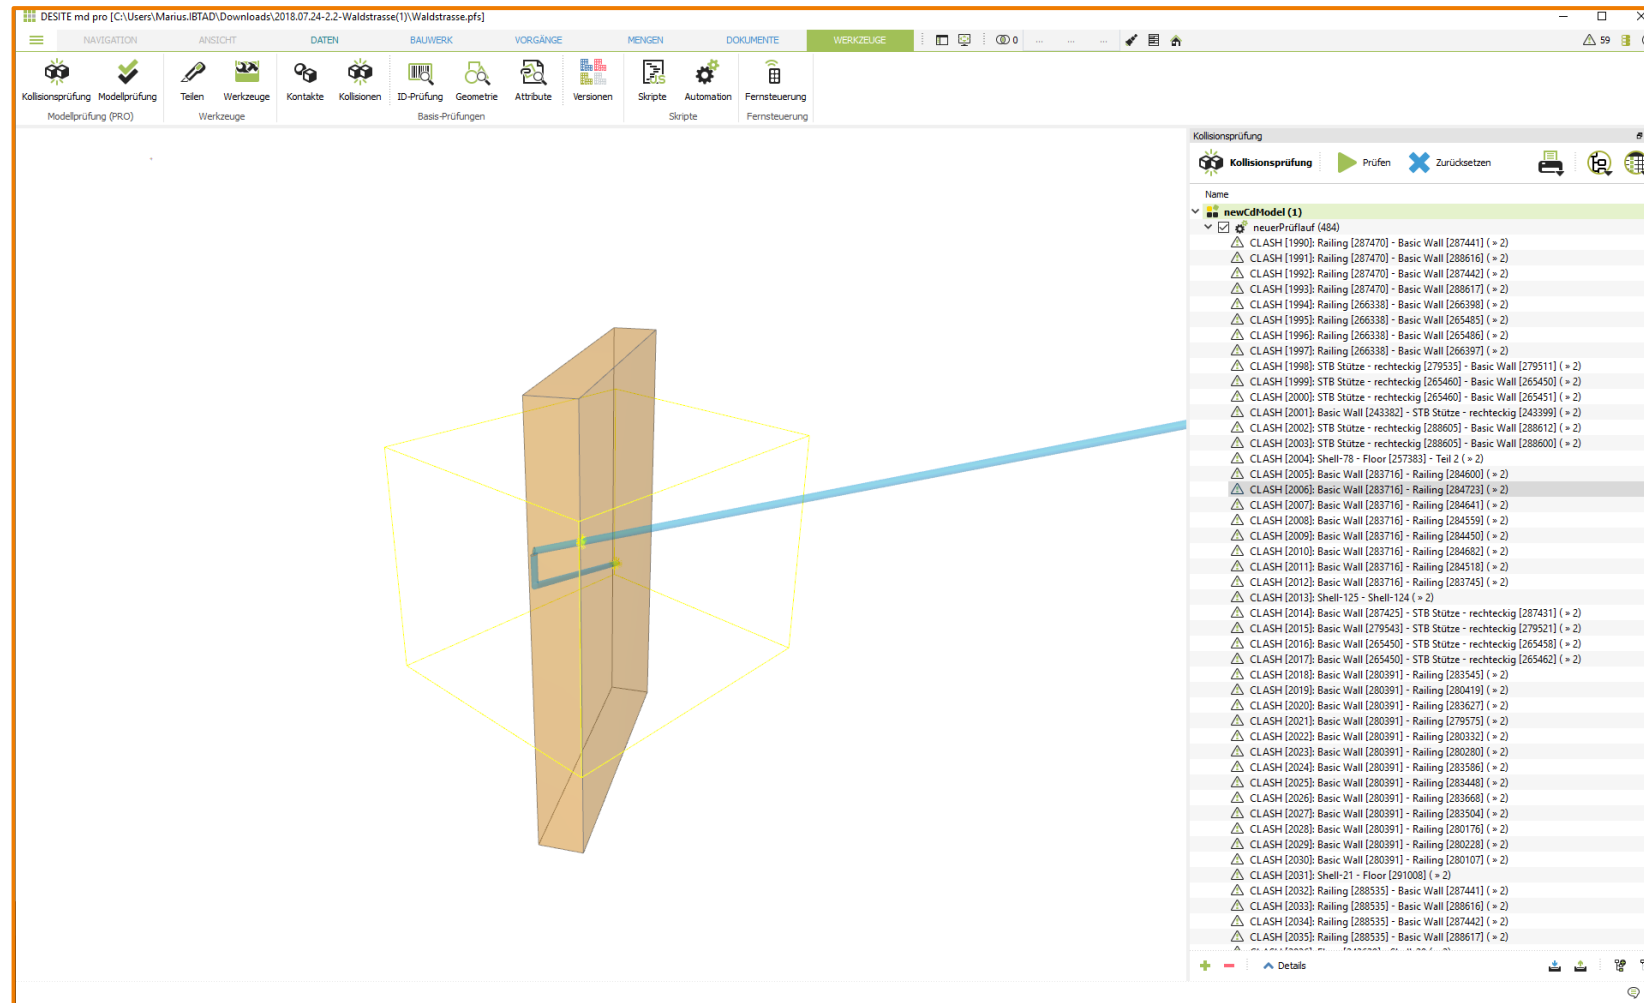 DESITE md pro [C:\Users\Marius.IBTAD\Downloads\2018.07.24-2.2-Waldstrasse(1)\Waldstrasse.pfs]
NAVIGATION ANSICHT DATEN BAUWERK VORGÄNGE MENGEN DOKUMENTE WERKZEUGE 0 ... ... ... 59
Kollisionsprüfung Modellprüfung Teilen Werkzeuge Kontakte Kollisionen ID-Prüfung Geometrie Attribute Versionen Skripte Automation Fernsteuerung
Modellprüfung (PRO) Werkzeuge Basis-Prüfungen Skripte Fernsteuerung
Kollisionsprüfung
Kollisionsprüfung Prüfen Zurücksetzen
Name
newCdModel (1)
neuerPrüflauf (484)
CLASH [1990]: Railing [287470] - Basic Wall [287441] ( » 2)
CLASH [1991]: Railing [287470] - Basic Wall [288616] ( » 2)
CLASH [1992]: Railing [287470] - Basic Wall [287442] ( » 2)
CLASH [1993]: Railing [287470] - Basic Wall [288617] ( » 2)
CLASH [1994]: Railing [266338] - Basic Wall [266398] ( » 2)
CLASH [1995]: Railing [266338] - Basic Wall [265485] ( » 2)
CLASH [1996]: Railing [266338] - Basic Wall [265486] ( » 2)
CLASH [1997]: Railing [266338] - Basic Wall [266397] ( » 2)
CLASH [1998]: STB Stütze - rechteckig [279535] - Basic Wall [279511] ( » 2)
CLASH [1999]: STB Stütze - rechteckig [265460] - Basic Wall [265450] ( » 2)
CLASH [2000]: STB Stütze - rechteckig [265460] - Basic Wall [265451] ( » 2)
CLASH [2001]: Basic Wall [243382] - STB Stütze - rechteckig [243399] ( » 2)
CLASH [2002]: STB Stütze - rechteckig [288605] - Basic Wall [288612] ( » 2)
CLASH [2003]: STB Stütze - rechteckig [288605] - Basic Wall [288600] ( » 2)
CLASH [2004]: Shell-78 - Floor [257383] - Teil 2 ( » 2)
CLASH [2005]: Basic Wall [283716] - Railing [284600] ( » 2)
CLASH [2006]: Basic Wall [283716] - Railing [284723] ( » 2)
CLASH [2007]: Basic Wall [283716] - Railing [284641] ( » 2)
CLASH [2008]: Basic Wall [283716] - Railing [284559] ( » 2)
CLASH [2009]: Basic Wall [283716] - Railing [284450] ( » 2)
CLASH [2010]: Basic Wall [283716] - Railing [284682] ( » 2)
CLASH [2011]: Basic Wall [283716] - Railing [284518] ( » 2)
CLASH [2012]: Basic Wall [283716] - Railing [283745] ( » 2)
CLASH [2013]: Shell-125 - Shell-124 ( » 2)
CLASH [2014]: Basic Wall [287425] - STB Stütze - rechteckig [287431] ( » 2)
CLASH [2015]: Basic Wall [279543] - STB Stütze - rechteckig [279521] ( » 2)
CLASH [2016]: Basic Wall [265450] - STB Stütze - rechteckig [265458] ( » 2)
CLASH [2017]: Basic Wall [265450] - STB Stütze - rechteckig [265462] ( » 2)
CLASH [2018]: Basic Wall [280391] - Railing [283545] ( » 2)
CLASH [2019]: Basic Wall [280391] - Railing [280419] ( » 2)
CLASH [2020]: Basic Wall [280391] - Railing [283627] ( » 2)
CLASH [2021]: Basic Wall [280391] - Railing [279575] ( » 2)
CLASH [2022]: Basic Wall [280391] - Railing [280332] ( » 2)
CLASH [2023]: Basic Wall [280391] - Railing [280280] ( » 2)
CLASH [2024]: Basic Wall [280391] - Railing [283586] ( » 2)
CLASH [2025]: Basic Wall [280391] - Railing [283448] ( » 2)
CLASH [2026]: Basic Wall [280391] - Railing [283668] ( » 2)
CLASH [2027]: Basic Wall [280391] - Railing [283504] ( » 2)
CLASH [2028]: Basic Wall [280391] - Railing [280176] ( » 2)
CLASH [2029]: Basic Wall [280391] - Railing [280228] ( » 2)
CLASH [2030]: Basic Wall [280391] - Railing [280107] ( » 2)
CLASH [2031]: Shell-21 - Floor [291008] ( » 2)
CLASH [2032]: Railing [288535] - Basic Wall [287441] ( » 2)
CLASH [2033]: Railing [288535] - Basic Wall [288616] ( » 2)
CLASH [2034]: Railing [288535] - Basic Wall [287442] ( » 2)
CLASH [2035]: Railing [288535] - Basic Wall [288617] ( » 2)
Details